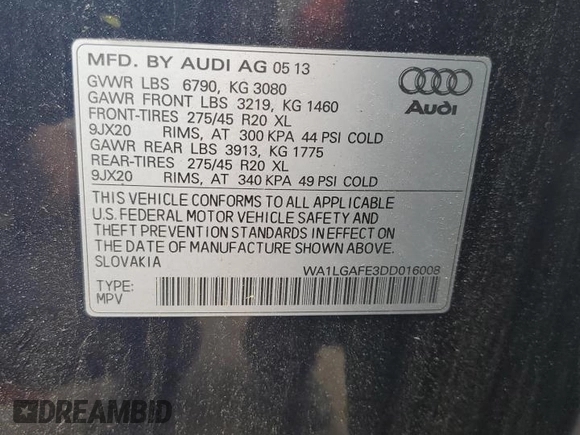 MFD. BY AUDI AG 05 13
GVWR LBS 6790, KG 3080
GAWR FRONT LBS 3219, KG 1460
FRONT-TIRES 275/45 R20 XL
9JX20 RIMS, AT 300 KPA 44 PSI COLD
GAWR REAR LBS 3913, KG 1775
REAR-TIRES 275/45 R20 XL
9JX20 RIMS, AT 340 KPA 49 PSI COLD
Audi
THIS VEHICLE CONFORMS TO ALL APPLICABLE
U.S. FEDERAL MOTOR VEHICLE SAFETY AND
THEFT PREVENTION STANDARDS IN EFFECT ON
THE DATE OF MANUFACTURE SHOWN ABOVE.
SLOVAKIA
WA1LGAFE3DD016008
TYPE:
MPV
DREAMBID